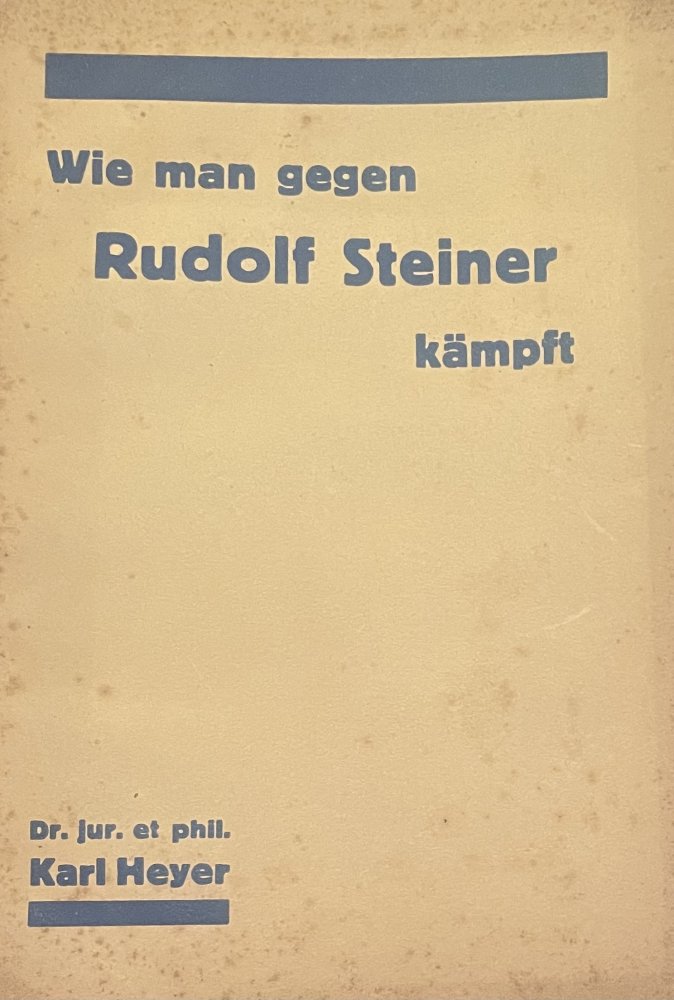 Wie man gegen
Rudolf Steiner
kämpft
Dr. jur. et phil.
Karl Heyer